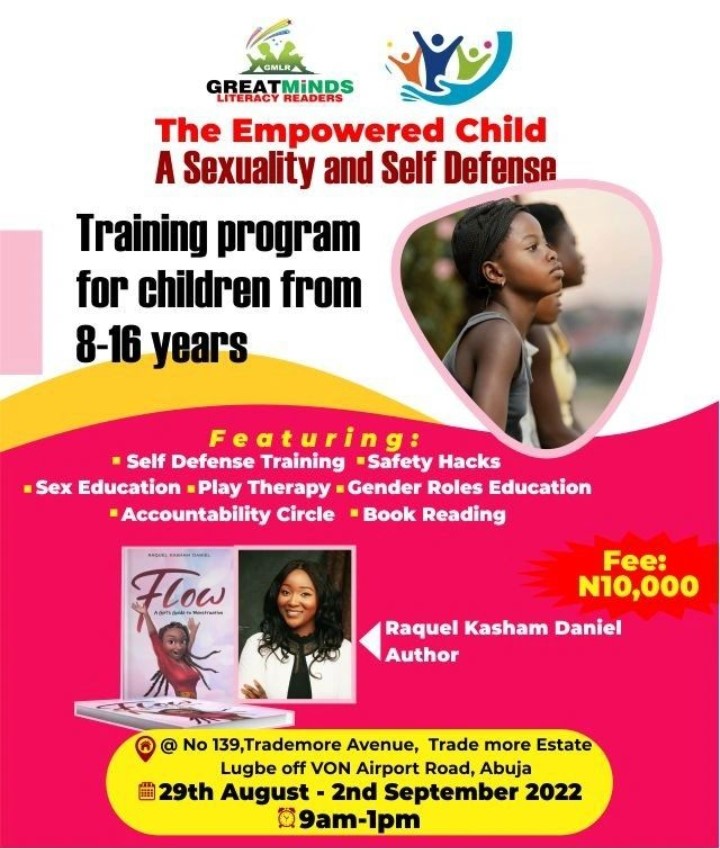 GMLR
GREATMiNDS
LITERACY READERS
The Empowered Child
A Sexuality and Self Defense
Training program
for children from
8-16 years
Featuring:
Self Defense Training Safety Hacks
Sex Education Play Therapy Gender Roles Education
Accountability Circle Book Reading
Fee:
N10,000
RAQUEL KASHAM DANIEL
Flow
A Girl's Guide to Menstruation
Flow
Raquel Kasham Daniel
Author
@ No 139,Trademore Avenue, Trade more Estate
Lugbe off VON Airport Road, Abuja
29th August - 2nd September 2022
9am-1pm